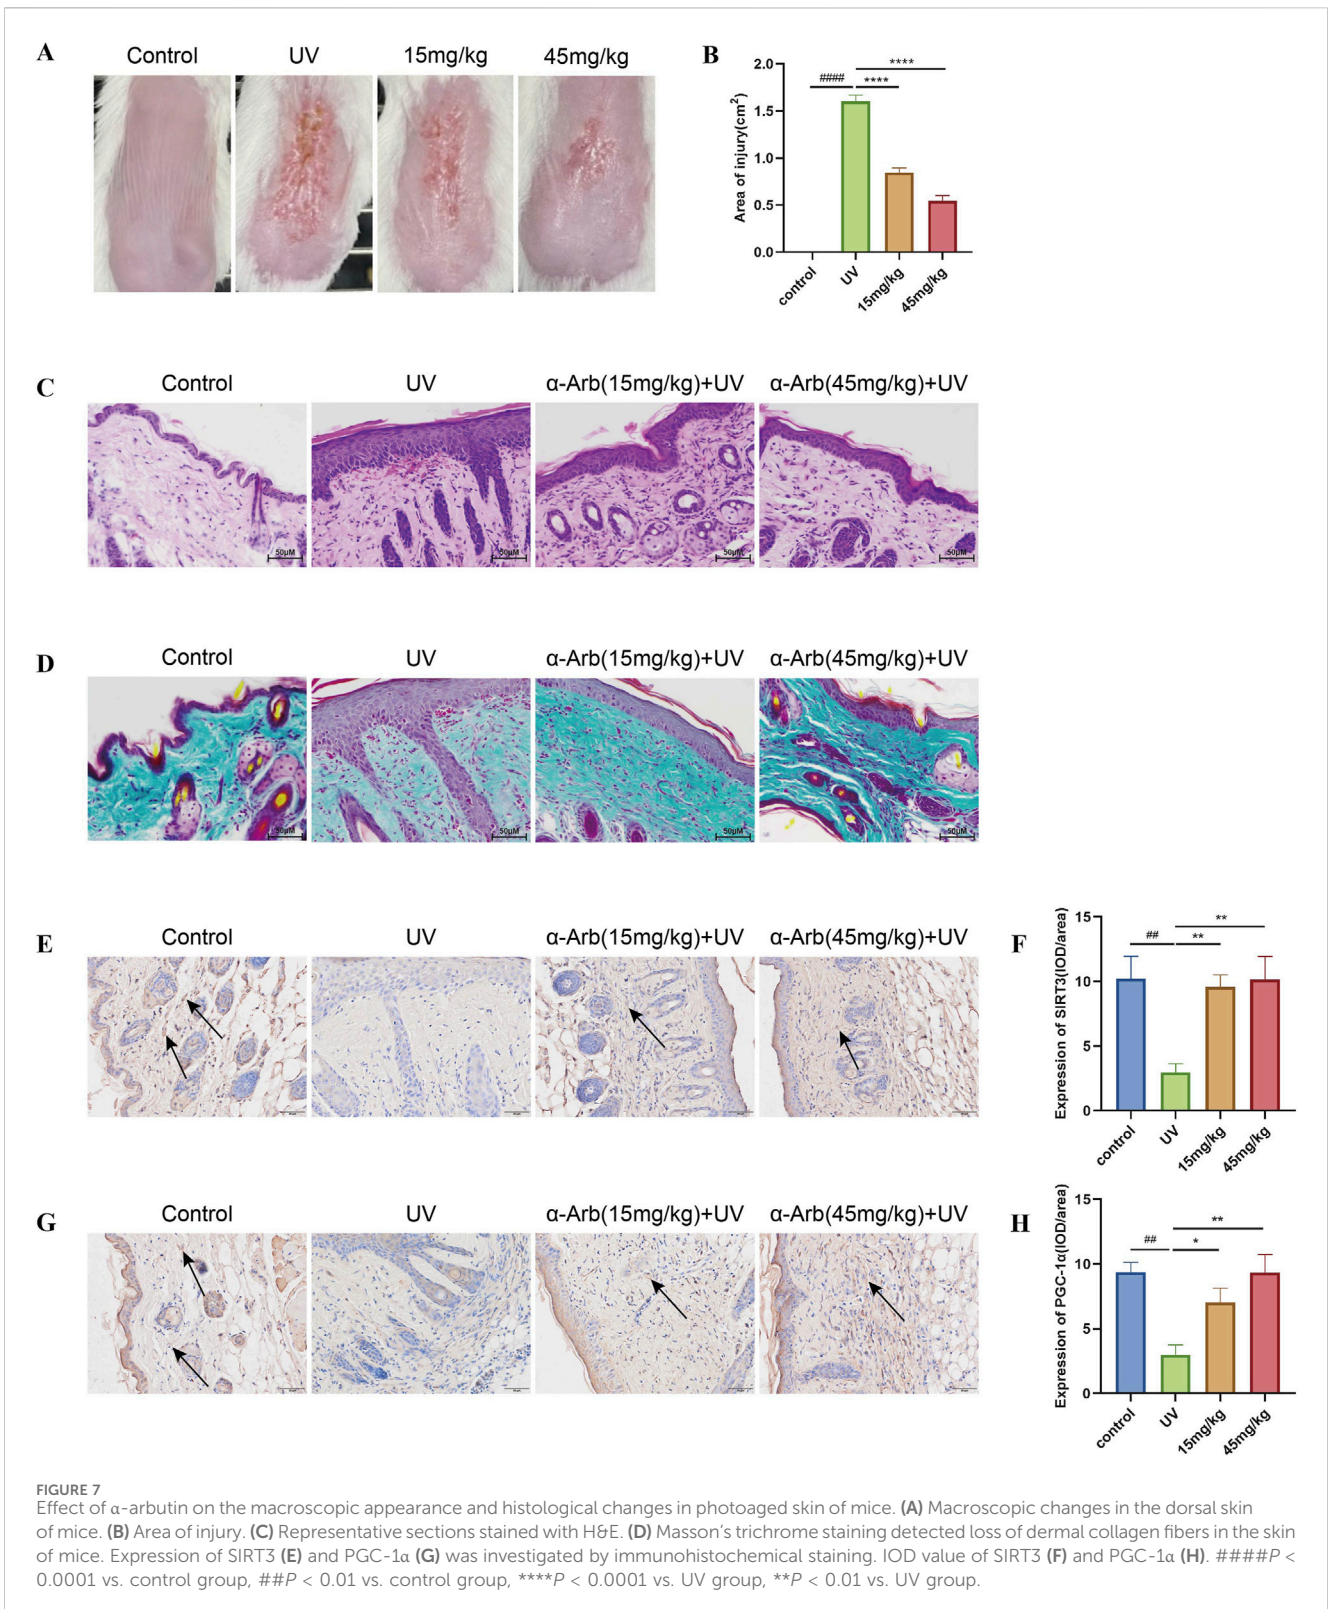 A
Control
UV
15mg/kg
45mg/kg
B
Area of injury(cm²)
2.0
1.5
1.0
0.5
0.0
####
****
****
control
UV
15mg/kg
45mg/kg
C
Control
UV
α-Arb(15mg/kg)+UV
α-Arb(45mg/kg)+UV
50μM
50μM
50μM
50μM
D
Control
UV
α-Arb(15mg/kg)+UV
α-Arb(45mg/kg)+UV
50μM
50μM
50μM
50μM
E
Control
UV
α-Arb(15mg/kg)+UV
α-Arb(45mg/kg)+UV
F
Expression of SIRT3(IOD/area)
15
10
5
0
##
**
**
control
UV
15mg/kg
45mg/kg
G
Control
UV
α-Arb(15mg/kg)+UV
α-Arb(45mg/kg)+UV
H
Expression of PGC-1α(IOD/area)
15
10
5
0
##
*
**
control
UV
15mg/kg
45mg/kg
FIGURE 7
Effect of α-arbutin on the macroscopic appearance and histological changes in photoaged skin of mice. (A) Macroscopic changes in the dorsal skin
of mice. (B) Area of injury. (C) Representative sections stained with H&E. (D) Masson's trichrome staining detected loss of dermal collagen fibers in the skin
of mice. Expression of SIRT3 (E) and PGC-1α (G) was investigated by immunohistochemical staining. IOD value of SIRT3 (F) and PGC-1α (H). ####P <
0.0001 vs. control group, ##P < 0.01 vs. control group, ****P < 0.0001 vs. UV group, **P < 0.01 vs. UV group.